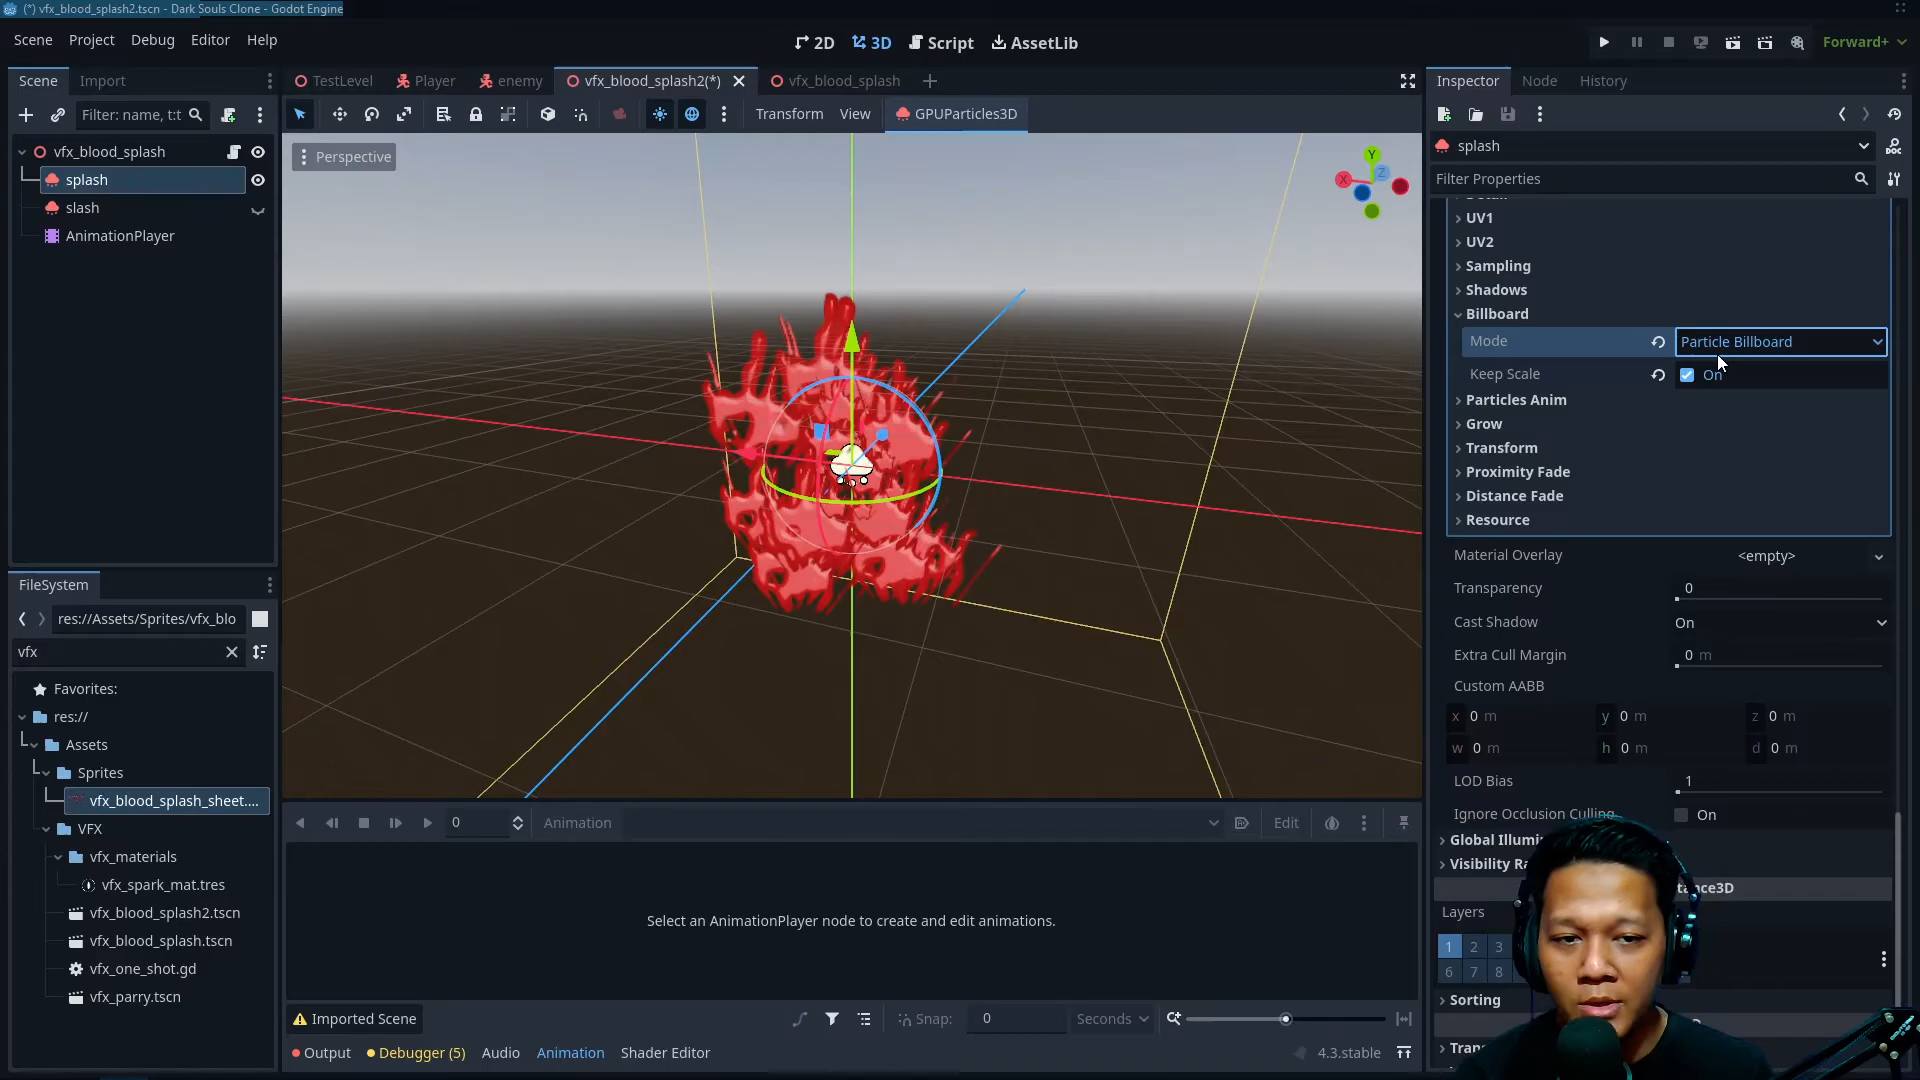 (*) vfx_blood_splash2.tscn - Dark Souls Clone - Godot Engine
Scene Project Debug Editor Help
2D 3D Script AssetLib
Forward+
Scene Import
TestLevel Player enemy vfx_blood_splash2(*) vfx_blood_splash
Inspector Node History
Filter: name, t:t
Transform View GPUParticles3D
vfx_blood_splash
splash
slash
AnimationPlayer
Perspective
Y
X
Z
splash
Filter Properties
UV1
UV2
Sampling
Shadows
Billboard
Mode Particle Billboard
Keep Scale On
Particles Anim
Grow
Transform
Proximity Fade
Distance Fade
Resource
Material Overlay <empty>
Transparency 0
Cast Shadow On
Extra Cull Margin 0 m
Custom AABB
x 0 m y 0 m z 0 m
w 0 m h 0 m d 0 m
LOD Bias 1
Ignore Occlusion Culling On
Layers
1 2 3
6 7 8
Sorting
FileSystem
res://Assets/Sprites/vfx_blo
vfx
Favorites:
res://
Assets
Sprites
vfx_blood_splash_sheet....
VFX
vfx_materials
vfx_spark_mat.tres
vfx_blood_splash2.tscn
vfx_blood_splash.tscn
vfx_one_shot.gd
vfx_parry.tscn
0 Animation Edit
Select an AnimationPlayer node to create and edit animations.
Imported Scene Snap: 0 Seconds
Output Debugger (5) Audio Animation Shader Editor 4.3.stable